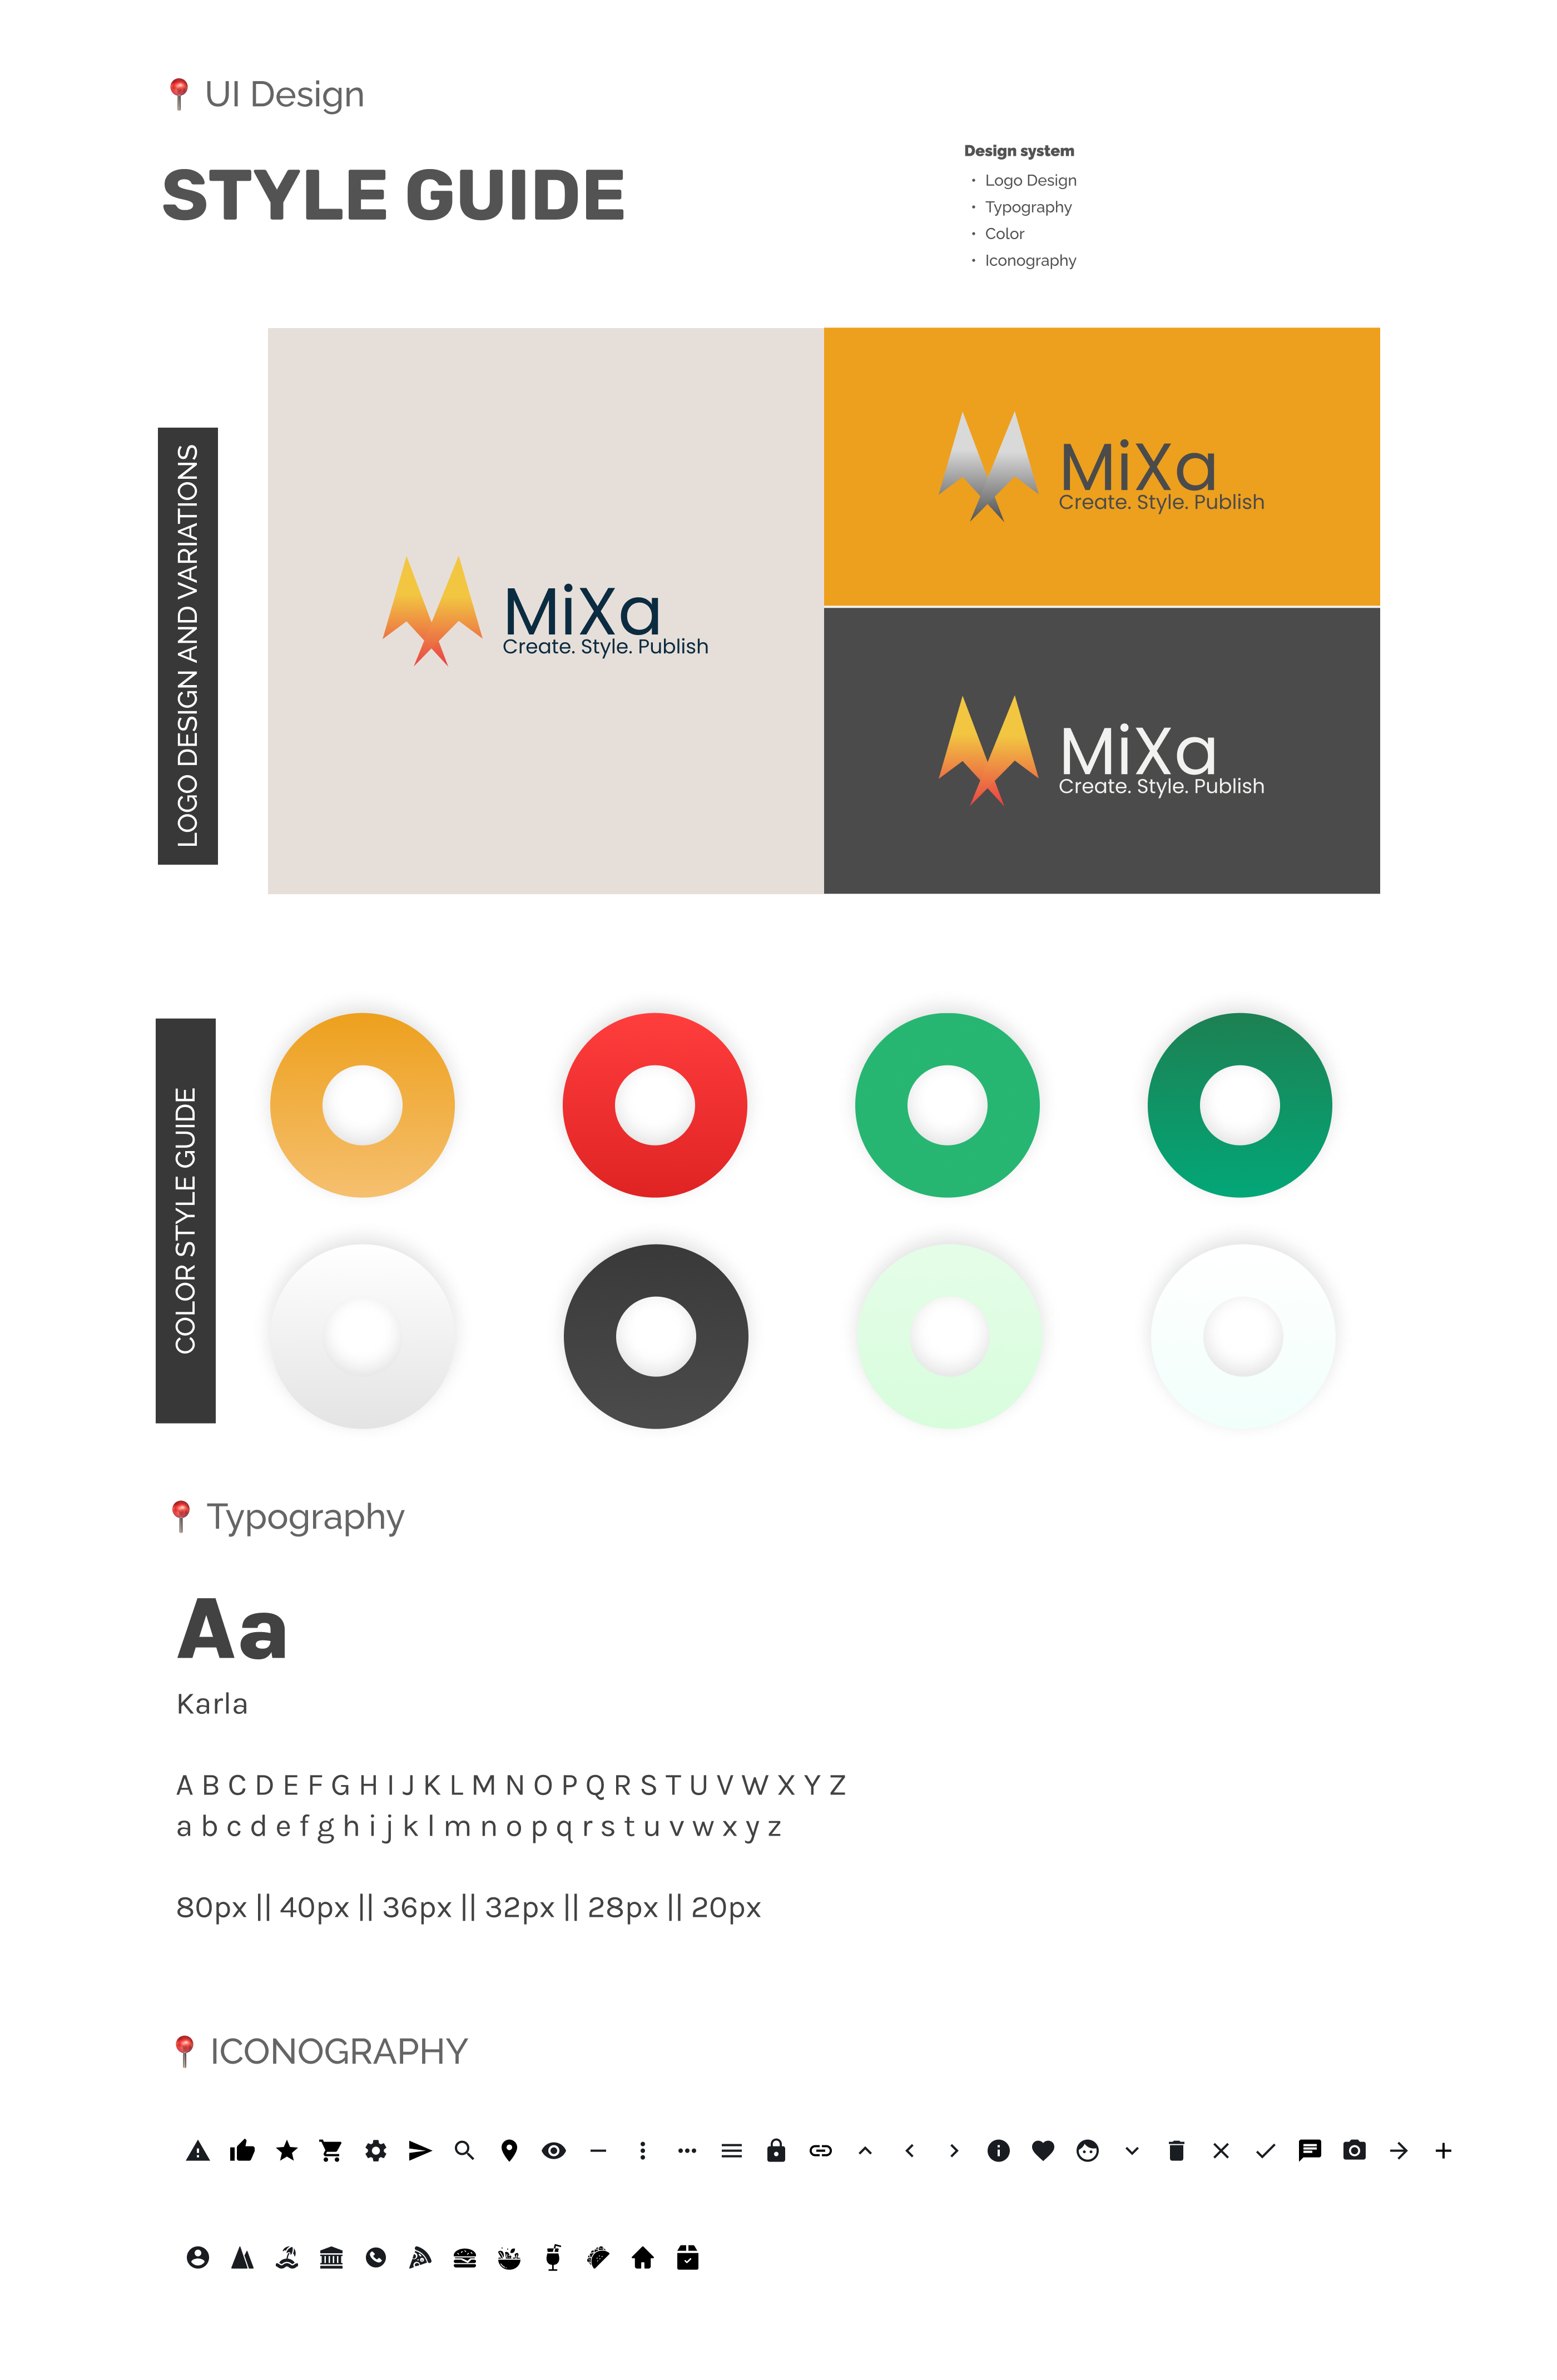 UI Design
STYLE GUIDE
Design system
• Logo Design
• Typography
• Color
• Iconography
LOGO DESIGN AND VARIATIONS
MiXa
Create. Style. Publish
MiXa
Create. Style. Publish
MiXa
Create. Style. Publish
COLOR STYLE GUIDE
Typography
Aa
Karla
A B C D E F G H I J K L M N O P Q R S T U V W X Y Z
a b c d e f g h i j k l m n o p q r s t u v w x y z
80px || 40px || 36px || 32px || 28px || 20px
ICONOGRAPHY